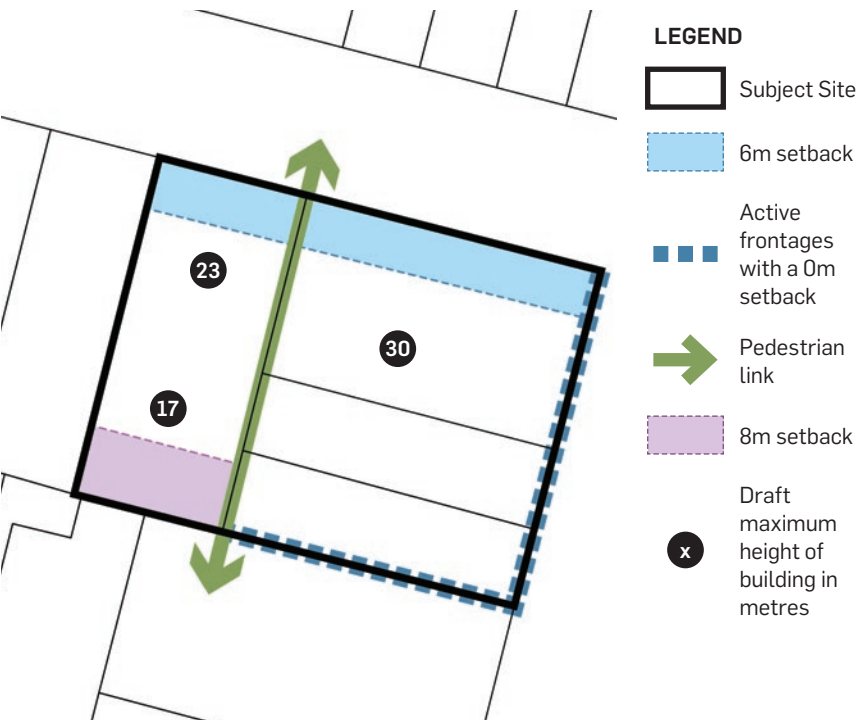 LEGEND
Subject Site
6m setback
Active
frontages
with a 0m
setback
Pedestrian
link
8m setback
x
Draft
maximum
height of
building in
metres
23
30
17